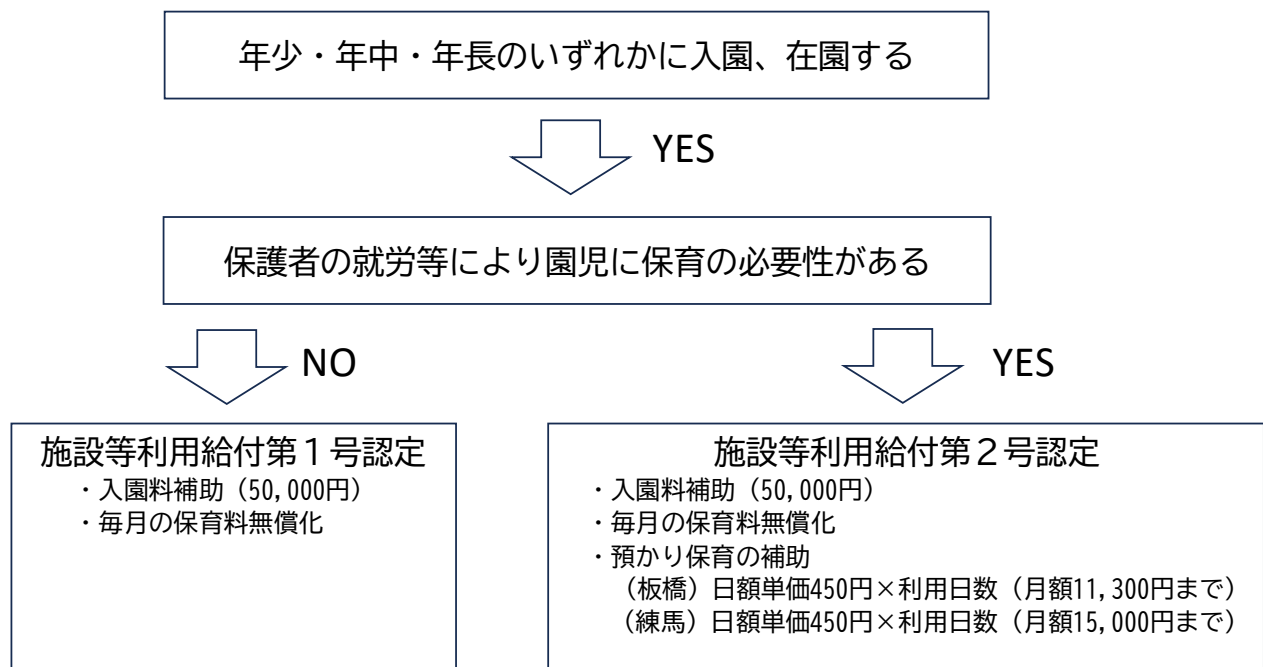 年少・年中・年長のいずれかに入園、在園する
YES
保護者の就労等により園児に保育の必要性がある
NO
YES
施設等利用給付第１号認定
・入園料補助（50,000円）
・毎月の保育料無償化
施設等利用給付第２号認定
・入園料補助（50,000円）
・毎月の保育料無償化
・預かり保育の補助
（板橋）日額単価450円×利用日数（月額11,300円まで）
（練馬）日額単価450円×利用日数（月額15,000円まで）